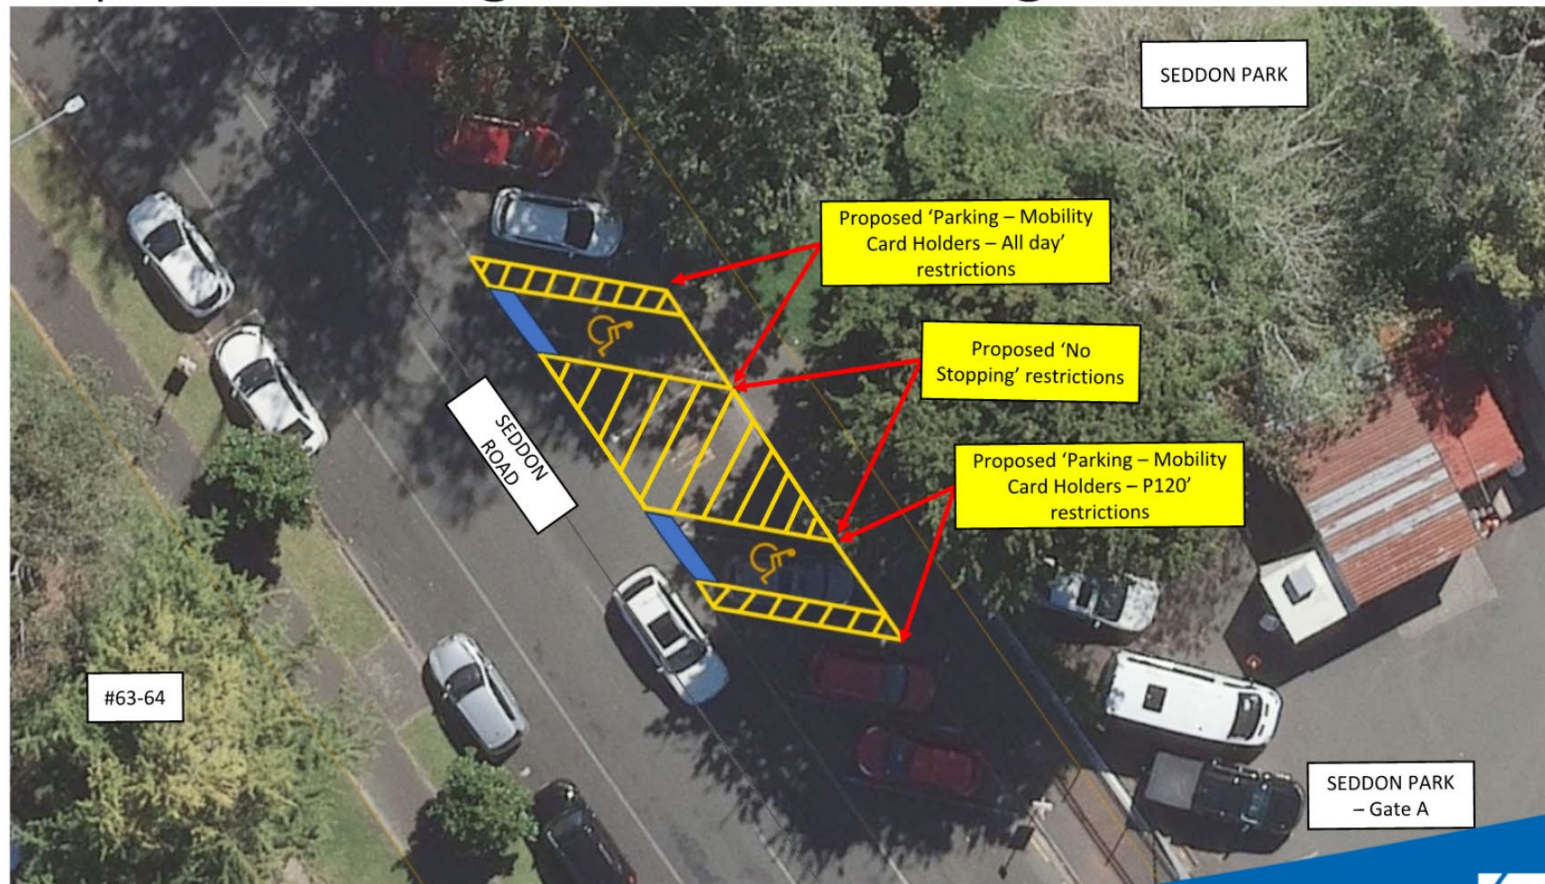 SEDDON PARK
Proposed ‘Parking – Mobility
Card Holders – All day’
restrictions
Proposed ‘No
Stopping’ restrictions
SEDDON
ROAD
Proposed ‘Parking – Mobility
Card Holders – P120’
restrictions
#63-64
SEDDON PARK
– Gate A